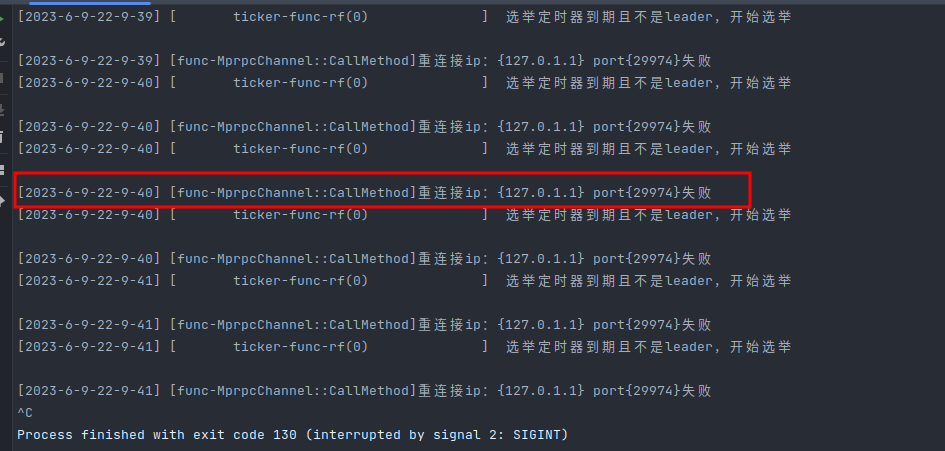 [2023-6-9-22-9-39] [       ticker-func-rf(0)              ]  选举定时器到期且不是leader，开始选举
[2023-6-9-22-9-39] [func-MprpcChannel::CallMethod]重连接ip：{127.0.1.1} port{29974}失败
[2023-6-9-22-9-40] [       ticker-func-rf(0)              ]  选举定时器到期且不是leader，开始选举
[2023-6-9-22-9-40] [func-MprpcChannel::CallMethod]重连接ip：{127.0.1.1} port{29974}失败
[2023-6-9-22-9-40] [       ticker-func-rf(0)              ]  选举定时器到期且不是leader，开始选举
[2023-6-9-22-9-40] [func-MprpcChannel::CallMethod]重连接ip：{127.0.1.1} port{29974}失败
[2023-6-9-22-9-40] [       ticker-func-rf(0)              ]  选举定时器到期且不是leader，开始选举
[2023-6-9-22-9-40] [func-MprpcChannel::CallMethod]重连接ip：{127.0.1.1} port{29974}失败
[2023-6-9-22-9-41] [       ticker-func-rf(0)              ]  选举定时器到期且不是leader，开始选举
[2023-6-9-22-9-41] [func-MprpcChannel::CallMethod]重连接ip：{127.0.1.1} port{29974}失败
[2023-6-9-22-9-41] [       ticker-func-rf(0)              ]  选举定时器到期且不是leader，开始选举
[2023-6-9-22-9-41] [func-MprpcChannel::CallMethod]重连接ip：{127.0.1.1} port{29974}失败
^C
Process finished with exit code 130 (interrupted by signal 2: SIGINT)